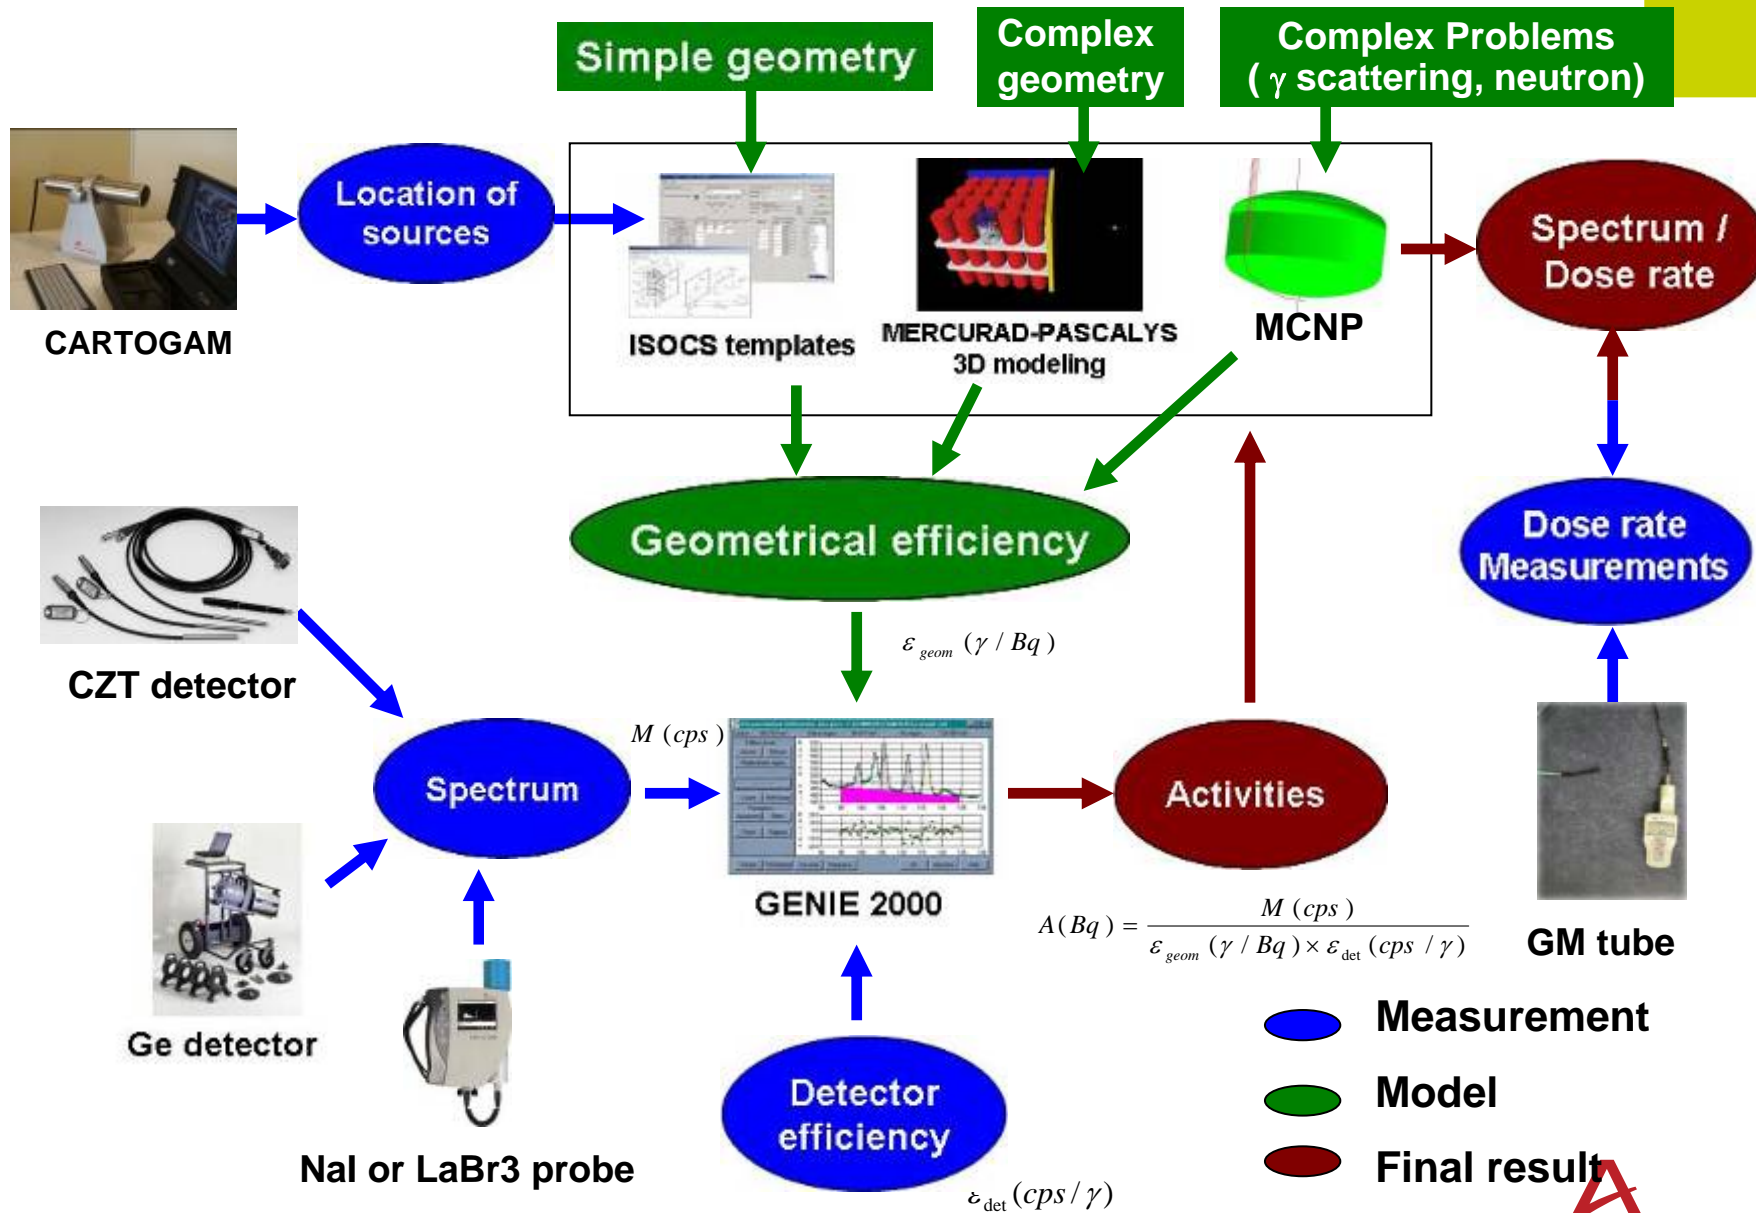 Simple geometry
Complex
geometry
Complex Problems
( γ scattering, neutron)
Location of
sources
CARTOGAM
ISOCS templates
MERCURAD-PASCALYS
3D modeling
MCNP
Spectrum /
Dose rate
Geometrical efficiency
Dose rate
Measurements
ε geom (γ / Bq)
CZT detector
M (cps)
Spectrum
GENIE 2000
Activities
A(Bq) = M (cps) / ε geom (γ / Bq) × ε det (cps / γ)
GM tube
Ge detector
NaI or LaBr3 probe
Detector
efficiency
ε det (cps / γ)
Measurement
Model
Final result